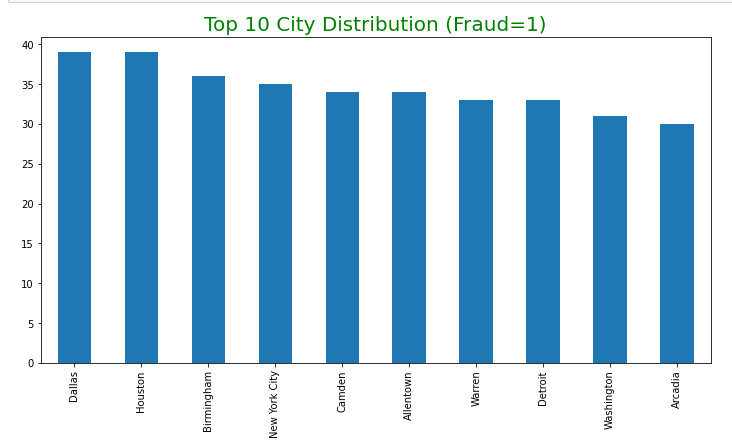 Top 10 City Distribution (Fraud=1)
40
35
30
25
20
15
10
5
0
Dallas
Houston
Birmingham
New York City
Camden
Allentown
Warren
Detroit
Washington
Arcadia